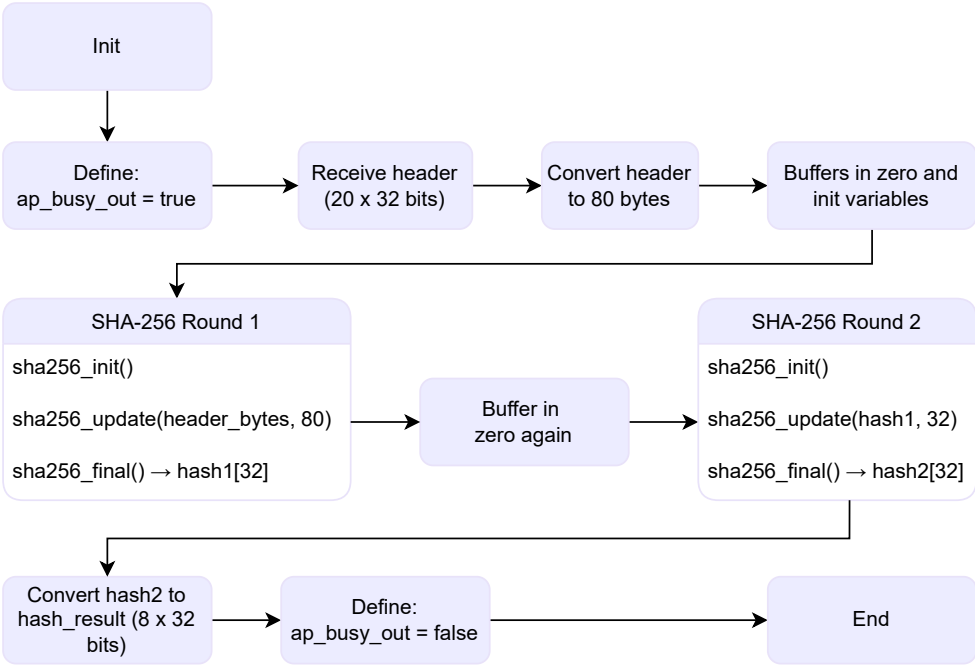 Init
Define:
ap_busy_out = true
Receive header
(20 x 32 bits)
Convert header
to 80 bytes
Buffers in zero and
init variables
SHA-256 Round 1
sha256_init()
sha256_update(header_bytes, 80)
sha256_final() → hash1[32]
Buffer in
zero again
SHA-256 Round 2
sha256_init()
sha256_update(hash1, 32)
sha256_final() → hash2[32]
Convert hash2 to
hash_result (8 x 32
bits)
Define:
ap_busy_out = false
End